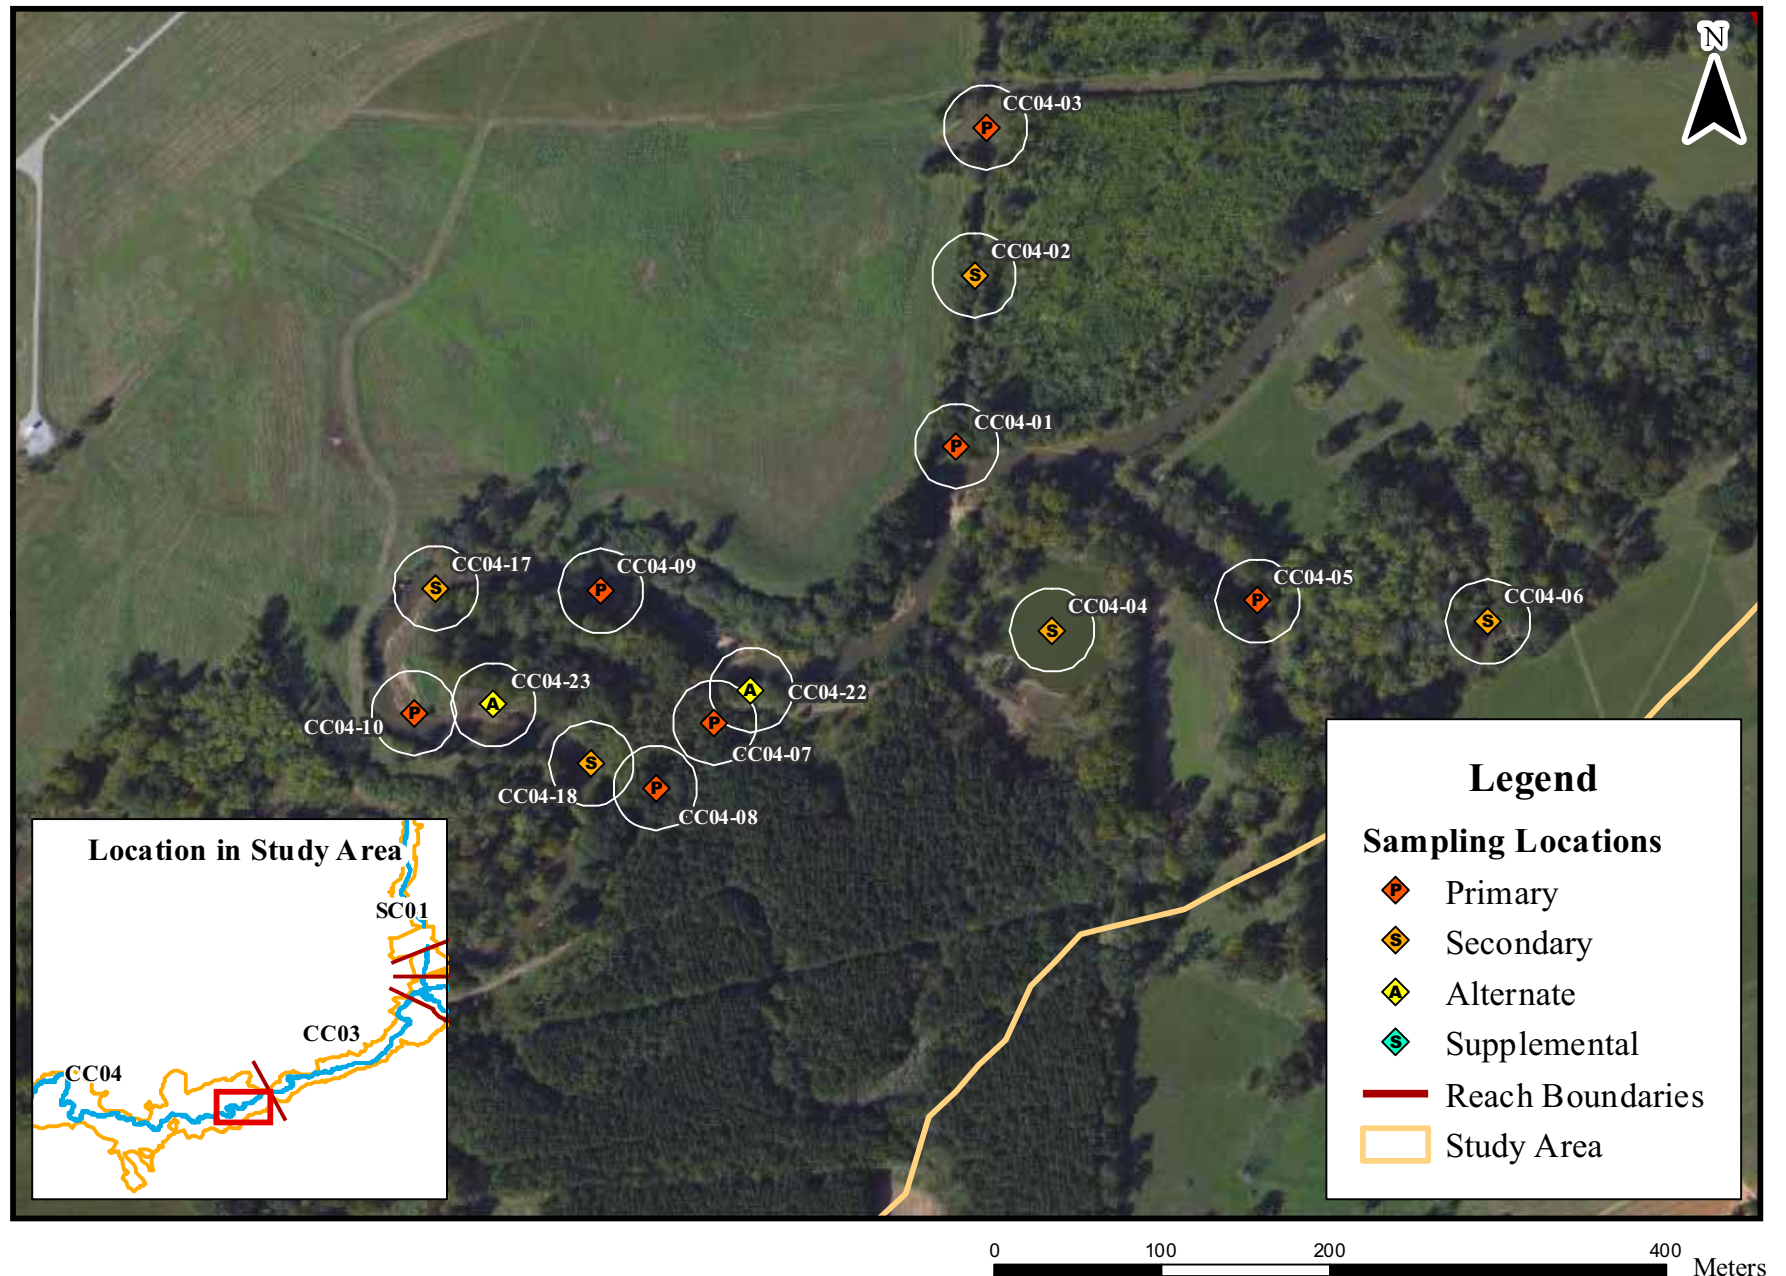 N
CC04-03
P
CC04-02
S
CC04-01
P
CC04-17
S
CC04-09
P
CC04-05
P
CC04-06
S
CC04-04
S
CC04-23
A
CC04-22
A
CC04-10
P
P
CC04-07
S
CC04-18
P
CC04-08
Location in Study Area
SC01
CC03
CC04
Legend
Sampling Locations
P Primary
S Secondary
A Alternate
S Supplemental
Reach Boundaries
Study Area
0 100 200 400
Meters